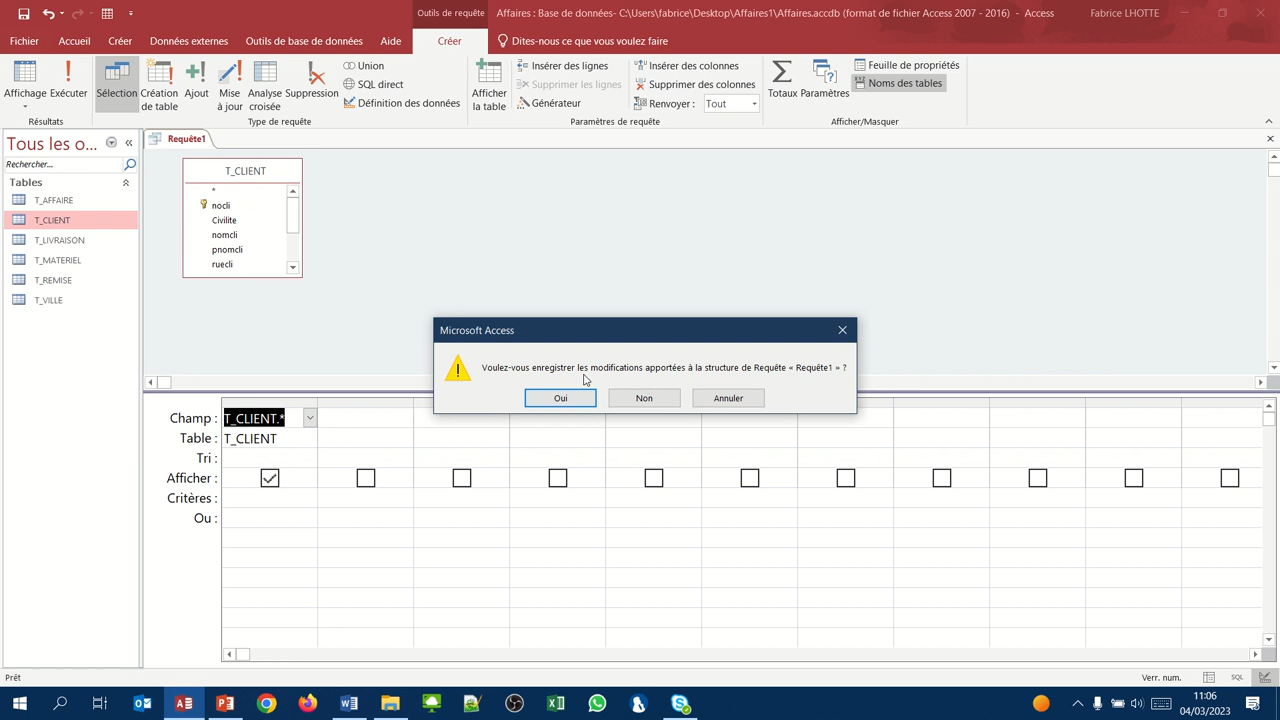 Outils de requête
Affaires : Base de données- C:\Users\fabrice\Desktop\Affaires1\Affaires.accdb (format de fichier Access 2007 - 2016) - Access
Fabrice LHOTTE
Fichier
Accueil
Créer
Données externes
Outils de base de données
Aide
Créer
Dites-nous ce que vous voulez faire
Affichage
Exécuter
Résultats
Sélection
Création de table
Ajout
Mise à jour
Analyse croisée
Suppression
Union
SQL direct
Définition des données
Type de requête
Afficher la table
Insérer des lignes
Supprimer les lignes
Générateur
Insérer des colonnes
Supprimer des colonnes
Renvoyer : Tout
Paramètres de requête
Totaux
Paramètres
Feuille de propriétés
Noms des tables
Afficher/Masquer
Tous les o...
Rechercher...
Tables
T_AFFAIRE
T_CLIENT
T_LIVRAISON
T_MATERIEL
T_REMISE
T_VILLE
Requête1
T_CLIENT
*
nocli
Civilite
nomcli
pnomcli
ruecli
Microsoft Access
Voulez-vous enregistrer les modifications apportées à la structure de Requête « Requête1 » ?
Oui
Non
Annuler
Champ : T_CLIENT.*
Table : T_CLIENT
Tri :
Afficher :
Critères :
Ou :
Prêt
Verr. num.
SQL
11:06
04/03/2023